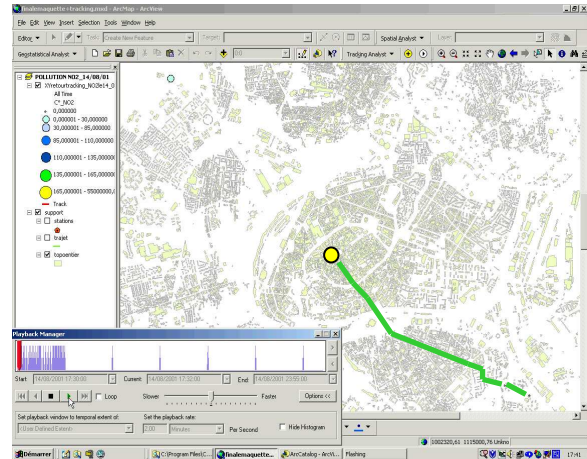 finalemaquette+tracking.mxd - ArcMap - ArcView
File Edit View Insert Selection Tools Window Help
Editor Task: Create New Feature Target: Spatial Analyst Layer:
Geostatistical Analyst Tracking Analyst
POLLUTION NO2_14/08/01
XYretourtracking_NO2le14_0
All Time
C*_NO2
0,000000
0,000001 - 30,000000
30,000001 - 85,000000
85,000001 - 110,000000
110,000001 - 135,000000
135,000001 - 165,000000
165,000001 - 55000000,
Track
support
stations
trajet
topoentier
Playback Manager
Start 14/08/2001 17:30:00 Current 14/08/2001 17:32:00 End 14/08/2001 23:55:00
Loop Slower Faster Options <<
Set playback window to temporal extent of: Set the playback rate:
<User Defined Extent> 2,00 Minutes Per Second Hide Histogram
1002320,61 1115000,76 Unkno
Démarrer C:\Program Files\C... finalemaquette... ArcCatalog - ArcVi... Flashing 17:41